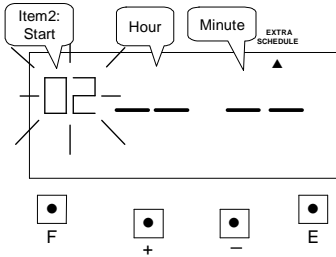 Item2:
Start
Hour
Minute
EXTRA
SCHEDULE
02 -- --
F
+
-
E